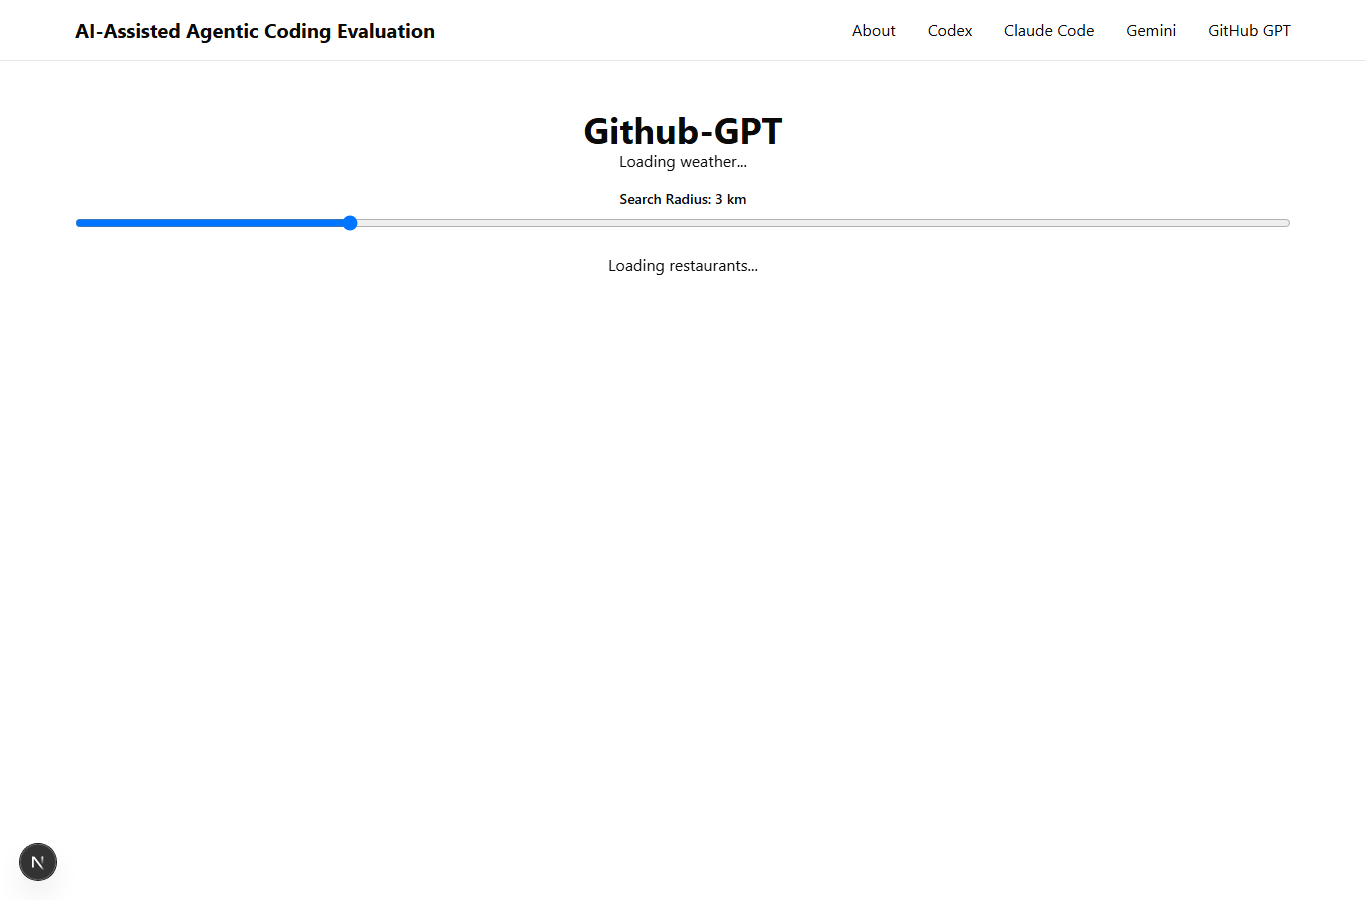 AI-Assisted Agentic Coding Evaluation
About
Codex
Claude Code
Gemini
GitHub GPT
Github-GPT
Loading weather...
Search Radius: 3 km
Loading restaurants...
N